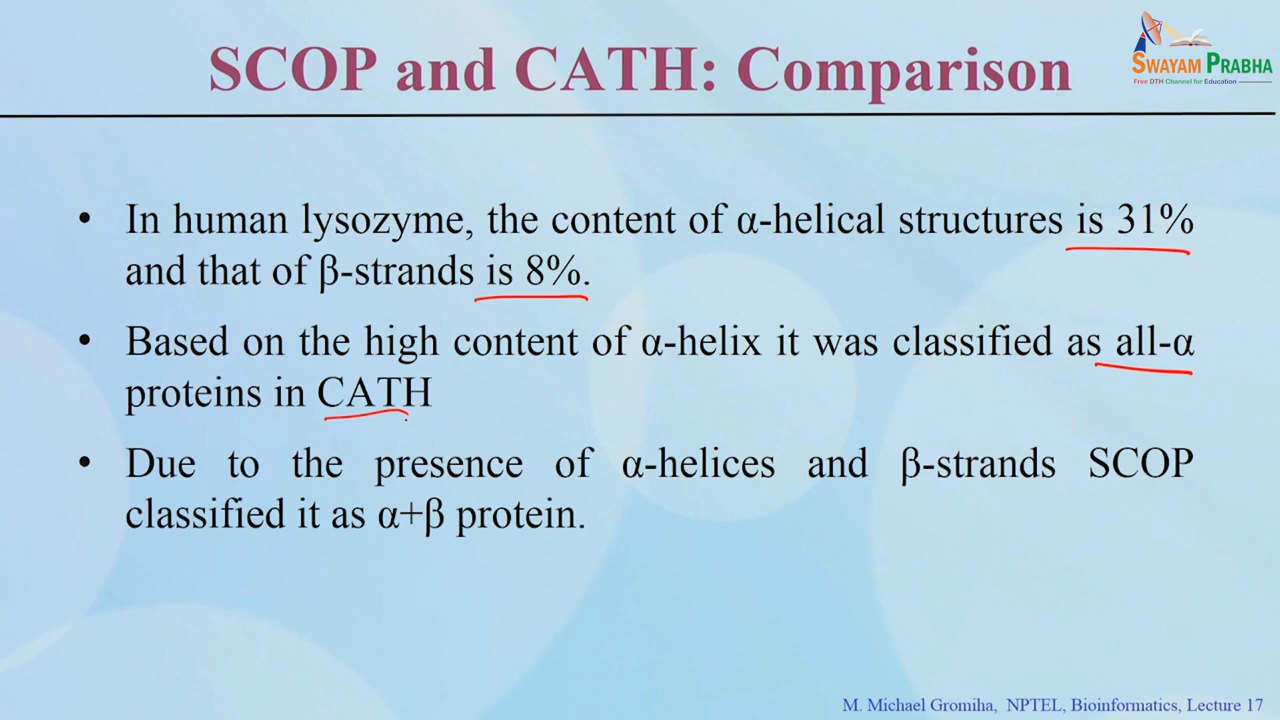 SCOP and CATH: Comparison
SWAYAM PRABHA
Free DTH Channel for Education
• In human lysozyme, the content of α-helical structures is 31%
and that of β-strands is 8%.
• Based on the high content of α-helix it was classified as all-α
proteins in CATH
• Due to the presence of α-helices and β-strands SCOP
classified it as α+β protein.
M. Michael Gromiha, NPTEL, Bioinformatics, Lecture 17